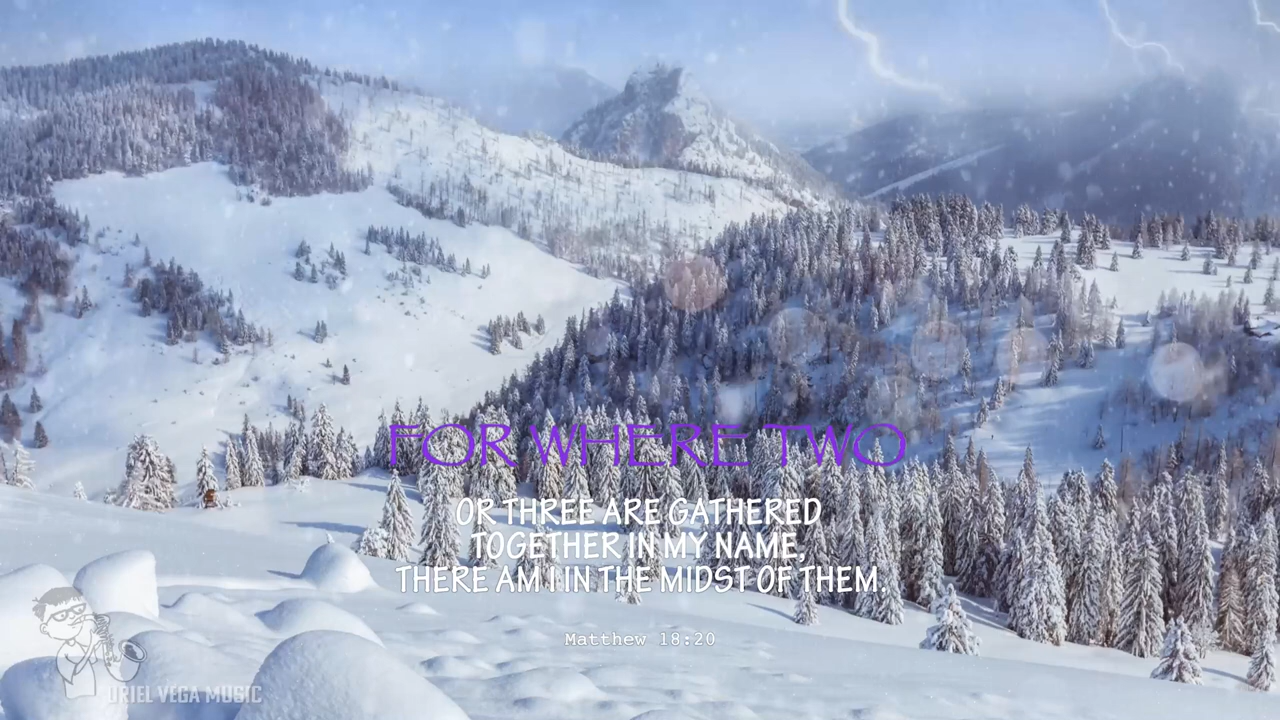 FOR WHERE TWO
OR THREE ARE GATHERED
TOGETHER IN MY NAME,
THERE AM I IN THE MIDST OF THEM.
Matthew 18:20
URIEL VEGA MUSIC